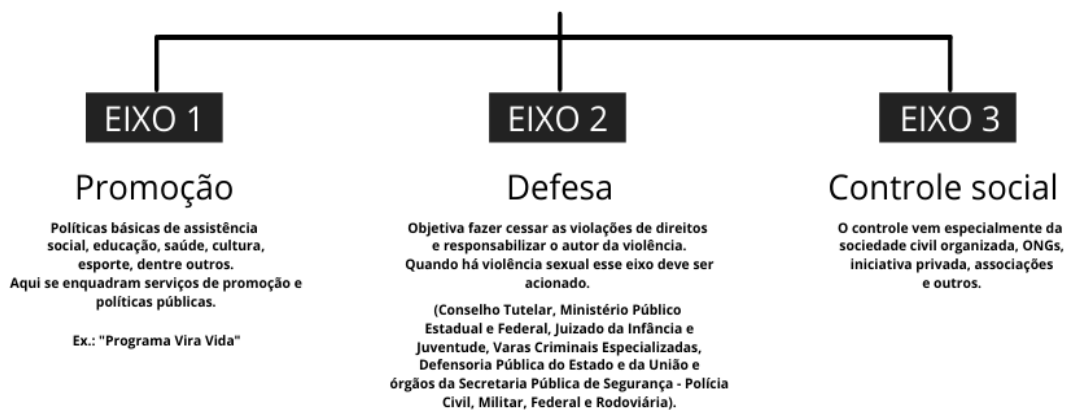 EIXO 1
Promoção
Políticas básicas de assistência
social, educação, saúde, cultura,
esporte, dentre outros.
Aqui se enquadram serviços de promoção e
políticas públicas.
Ex.: "Programa Vira Vida"
EIXO 2
Defesa
Objetiva fazer cessar as violações de direitos
e responsabilizar o autor da violência.
Quando há violência sexual esse eixo deve ser
acionado.
(Conselho Tutelar, Ministério Público
Estadual e Federal, Juizado da Infância e
Juventude, Varas Criminais Especializadas,
Defensoria Pública do Estado e da União e
órgãos da Secretaria Pública de Segurança - Polícia
Civil, Militar, Federal e Rodoviária).
EIXO 3
Controle social
O controle vem especialmente da
sociedade civil organizada, ONGs,
iniciativa privada, associações
e outros.